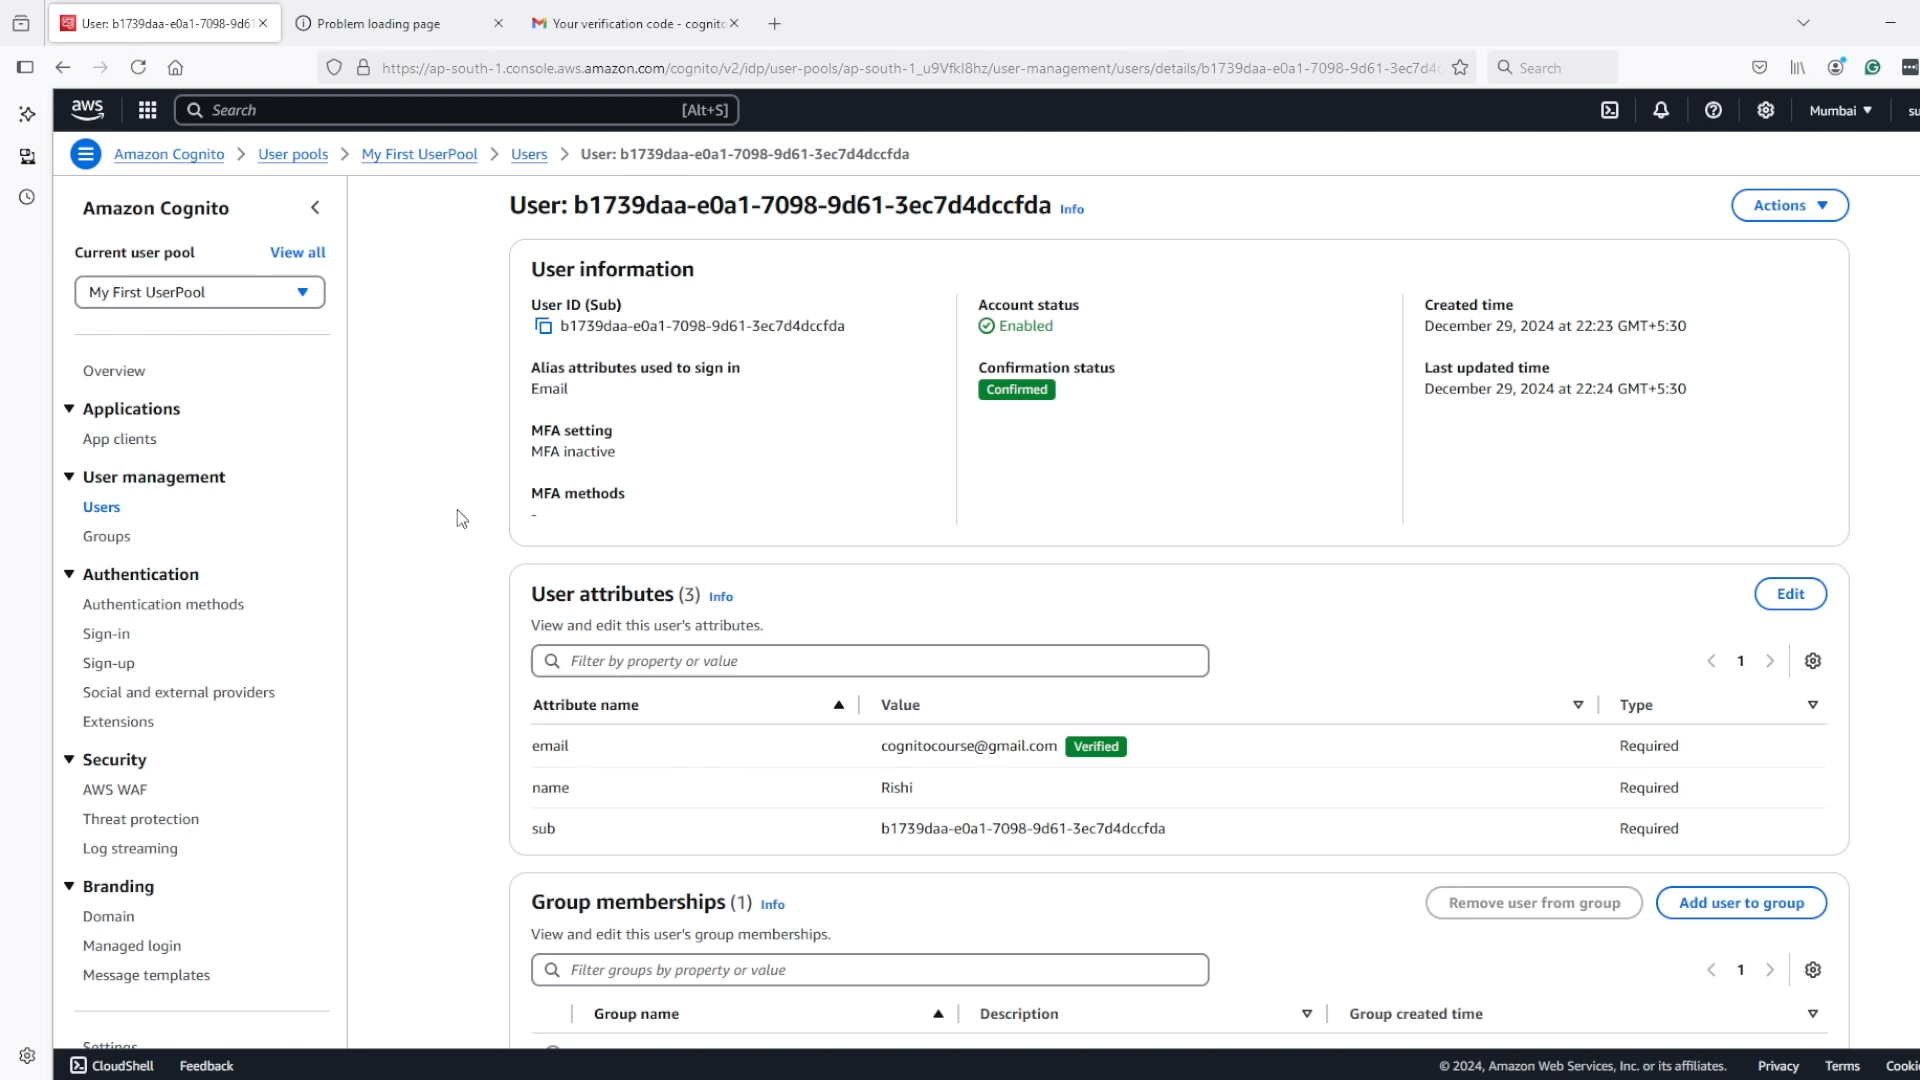 User: b1739daa-e0a1-7098-9d61
Problem loading page
Your verification code - cognito
https://ap-south-1.console.aws.amazon.com/cognito/v2/idp/user-pools/ap-south-1_u9Vfkl8hz/user-management/users/details/b1739daa-e0a1-7098-9d61-3ec7d4dc
Search
aws
Search
[Alt+S]
Mumbai
su
Amazon Cognito
User pools
My First UserPool
Users
User: b1739daa-e0a1-7098-9d61-3ec7d4dccfda
Amazon Cognito
Current user pool
View all
My First UserPool
Overview
Applications
App clients
User management
Users
Groups
Authentication
Authentication methods
Sign-in
Sign-up
Social and external providers
Extensions
Security
AWS WAF
Threat protection
Log streaming
Branding
Domain
Managed login
Message templates
Settings
User: b1739daa-e0a1-7098-9d61-3ec7d4dccfda Info
Actions
User information
User ID (Sub)
b1739daa-e0a1-7098-9d61-3ec7d4dccfda
Alias attributes used to sign in
Email
MFA setting
MFA inactive
MFA methods
-
Account status
Enabled
Confirmation status
Confirmed
Created time
December 29, 2024 at 22:23 GMT+5:30
Last updated time
December 29, 2024 at 22:24 GMT+5:30
User attributes (3) Info
Edit
View and edit this user's attributes.
Filter by property or value
1
Attribute name Value Type
email cognitocourse@gmail.com Verified Required
name Rishi Required
sub b1739daa-e0a1-7098-9d61-3ec7d4dccfda Required
Group memberships (1) Info
Remove user from group
Add user to group
View and edit this user's group memberships.
Filter groups by property or value
1
Group name Description Group created time
CloudShell
Feedback
© 2024, Amazon Web Services, Inc. or its affiliates.
Privacy
Terms
Cooki